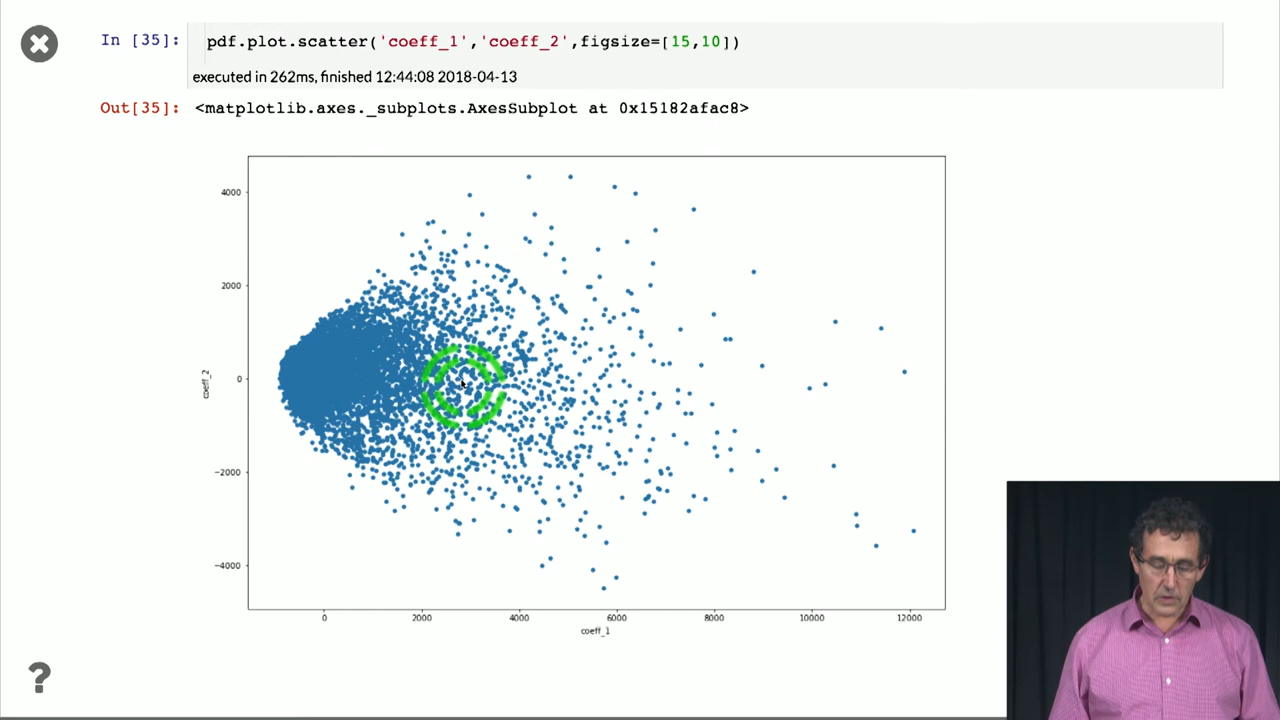 In [35]: pdf.plot.scatter('coeff_1','coeff_2',figsize=[15,10])
executed in 262ms, finished 12:44:08 2018-04-13
Out[35]: <matplotlib.axes._subplots.AxesSubplot at 0x15182afac8>
4000
2000
0
−2000
−4000
coeff_2
0 2000 4000 6000 8000 10000 12000
coeff_1
?